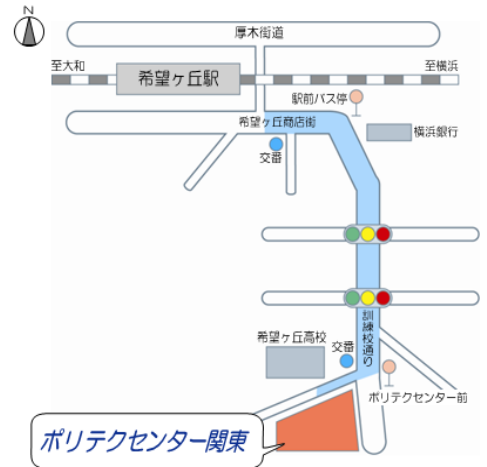 N
厚木街道
至大和
至横浜
希望ヶ丘駅
駅前バス停
希望ヶ丘商店街
横浜銀行
交番
訓練校通り
希望ヶ丘高校
交番
ポリテクセンター前
ポリテクセンター関東